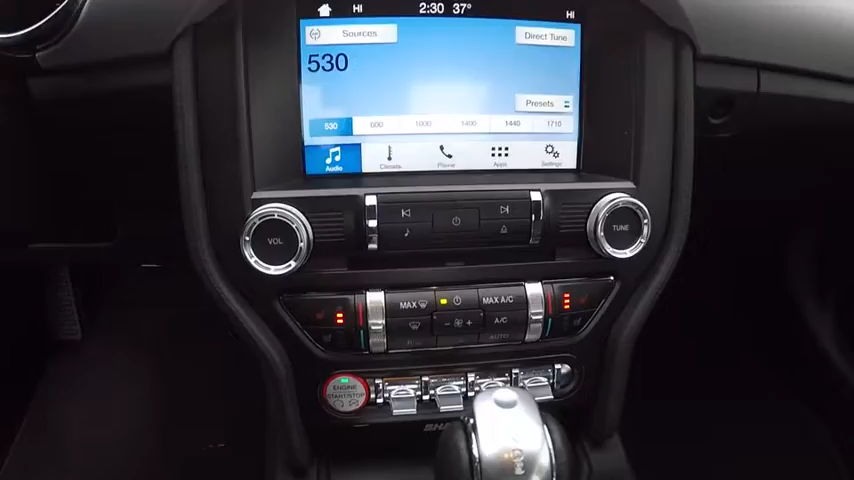 HI 2:30 37° HI
Sources
Direct Tune
530
Presets
530 600 1000 1400 1440 1710
Audio Climate Phone Apps Settings
VOL
TUNE
MAX
MAX A/C
- +
A/C
AUTO
ENGINE
START/STOP